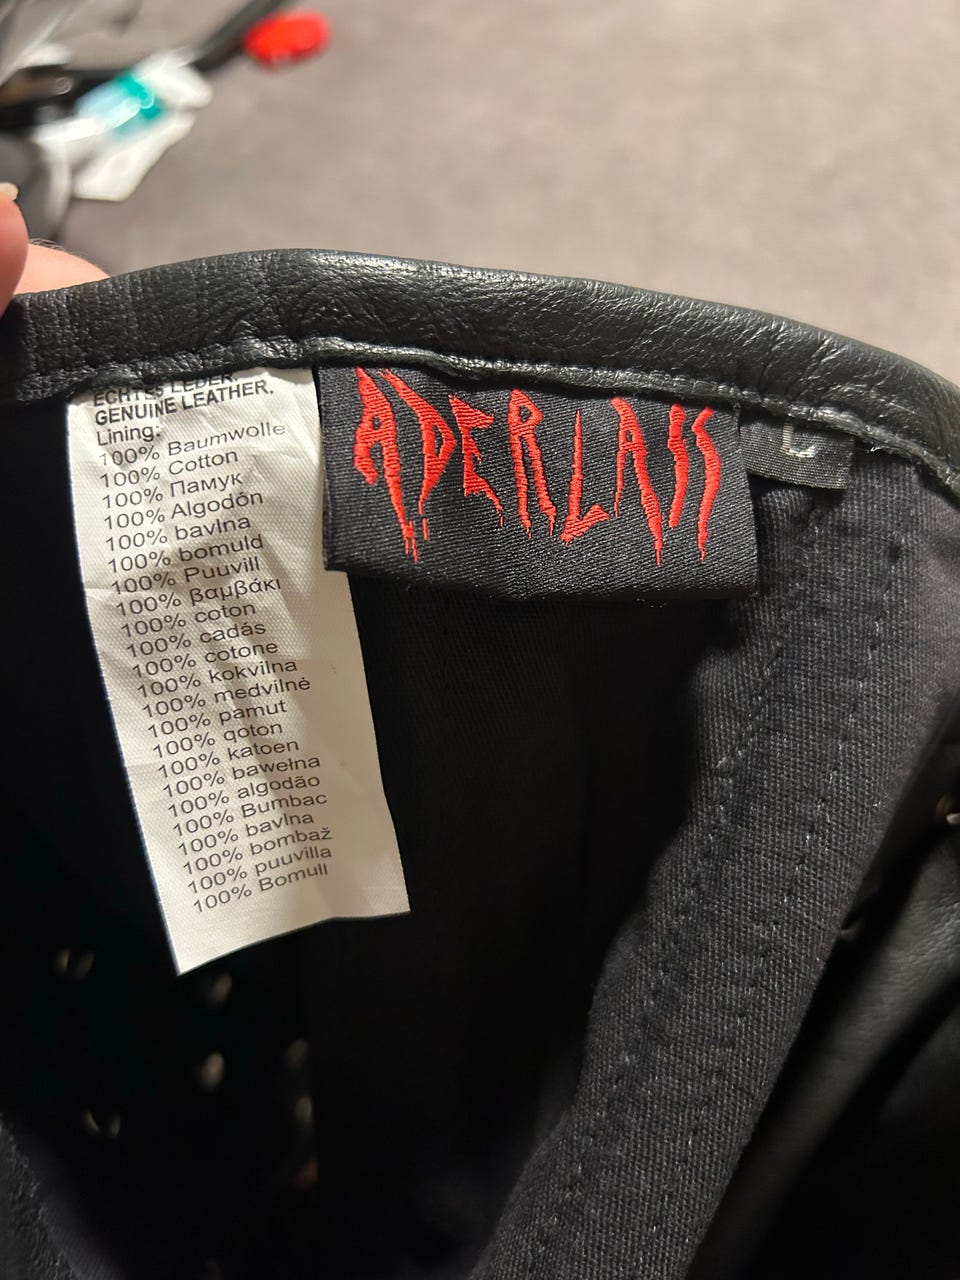 ECHTES LEDER.
GENUINE LEATHER.
Lining:
100% Baumwolle
100% Cotton
100% Памук
100% Algodón
100% bavlna
100% bomuld
100% Puuvill
100% βαμβάκι
100% coton
100% cadás
100% cotone
100% kokvilna
100% medvilnė
100% pamut
100% qoton
100% katoen
100% bawełna
100% algodão
100% Bumbac
100% bavlna
100% bombaž
100% puuvilla
100% Bomull
ADERLASS
L